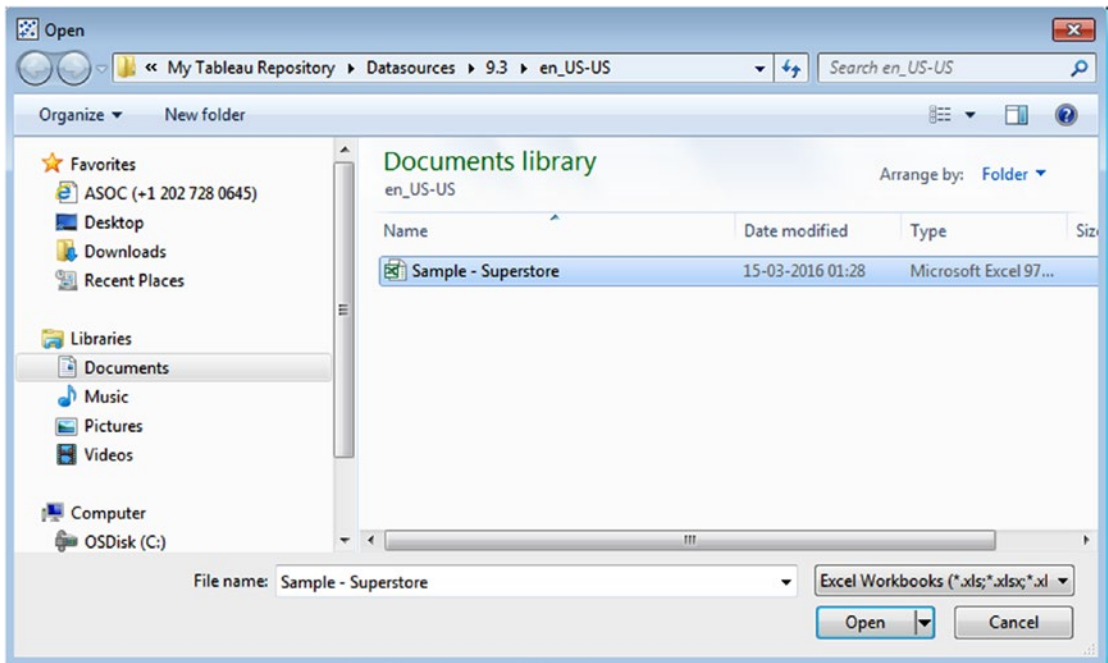 Open
« My Tableau Repository ▸ Datasources ▸ 9.3 ▸ en_US-US
Search en_US-US
Organize ▾ New folder
Favorites
ASOC (+1 202 728 0645)
Desktop
Downloads
Recent Places
Libraries
Documents
Music
Pictures
Videos
Computer
OSDisk (C:)
Documents library
en_US-US
Arrange by: Folder ▾
Name Date modified Type Siz
Sample - Superstore 15-03-2016 01:28 Microsoft Excel 97...
File name: Sample - Superstore
Excel Workbooks (*.xls;*.xlsx;*.xl
Open Cancel